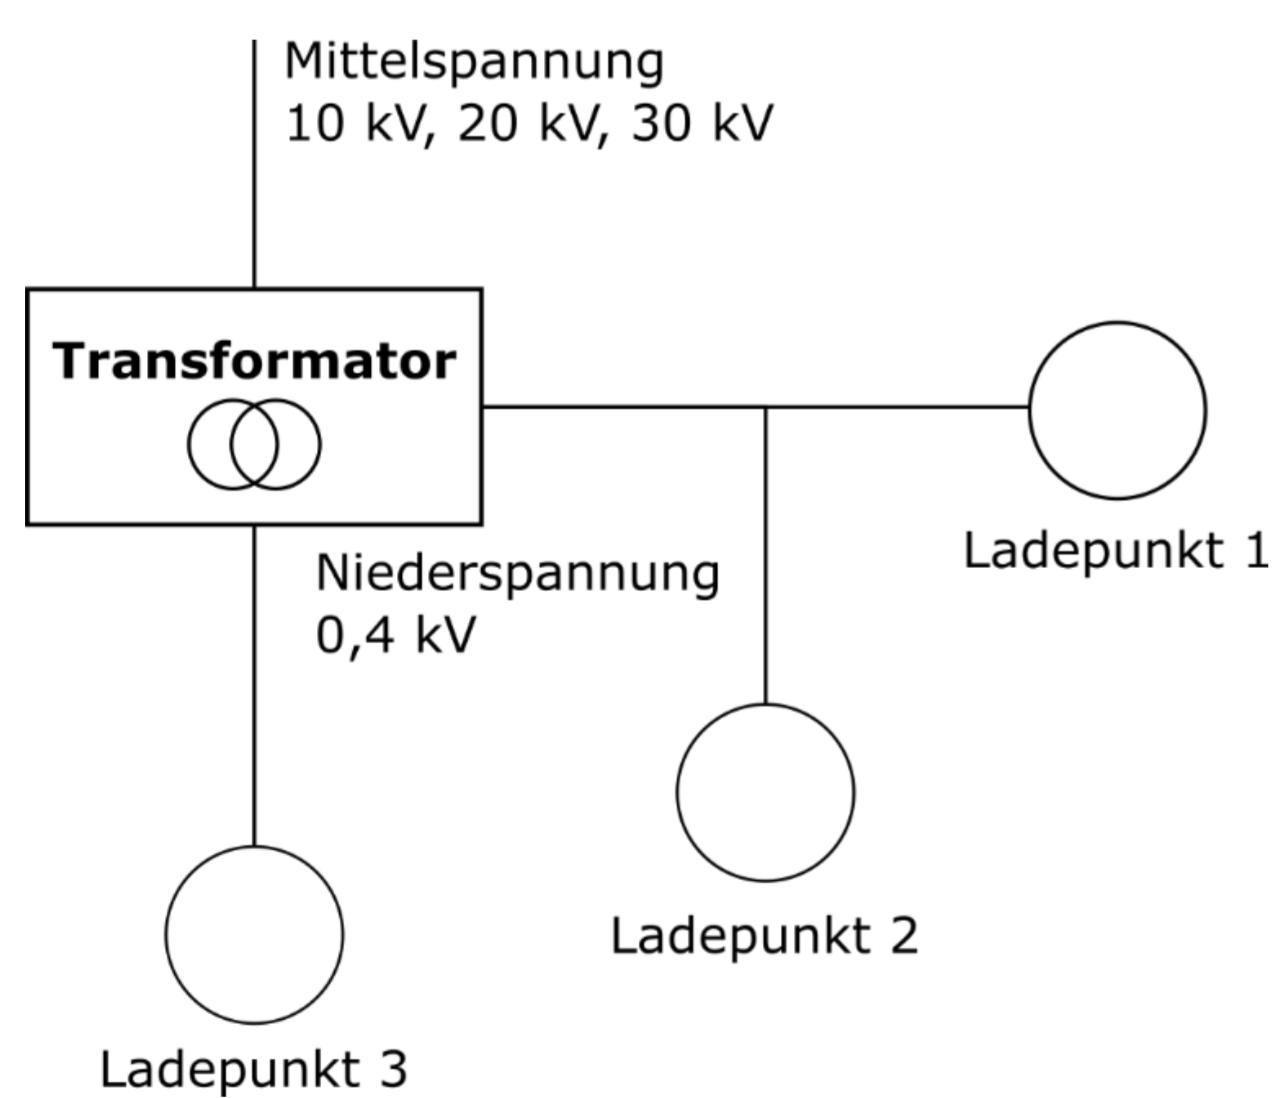 Mittelspannung
10 kV, 20 kV, 30 kV
Transformator
Niederspannung
0,4 kV
Ladepunkt 1
Ladepunkt 2
Ladepunkt 3